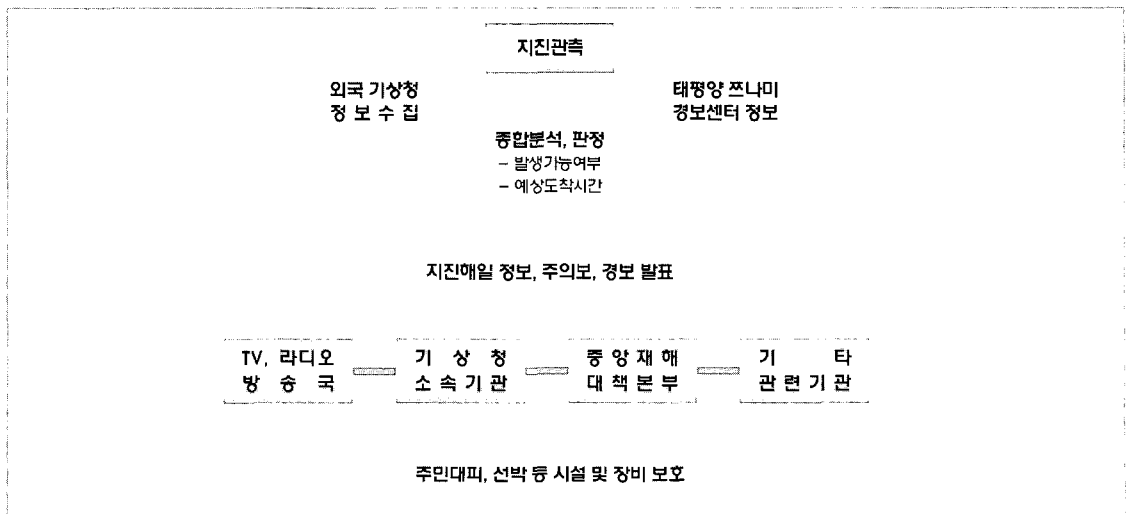 지진관측
외국 기상청
정 보 수 집
태평양 쯔나미
경보센터 정보
종합분석, 판정
– 발생가능여부
– 예상도착시간
지진해일 정보, 주의보, 경보 발표
TV, 라디오
방 송 국
기 상 청
소 속 기 관
중 앙 재 해
대 책 본 부
기 타
관 련 기 관
주민대피, 선박 등 시설 및 장비 보호